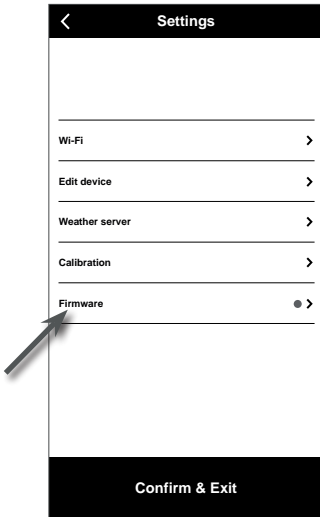 Settings
Wi-Fi
Edit device
Weather server
Calibration
Firmware
Confirm & Exit